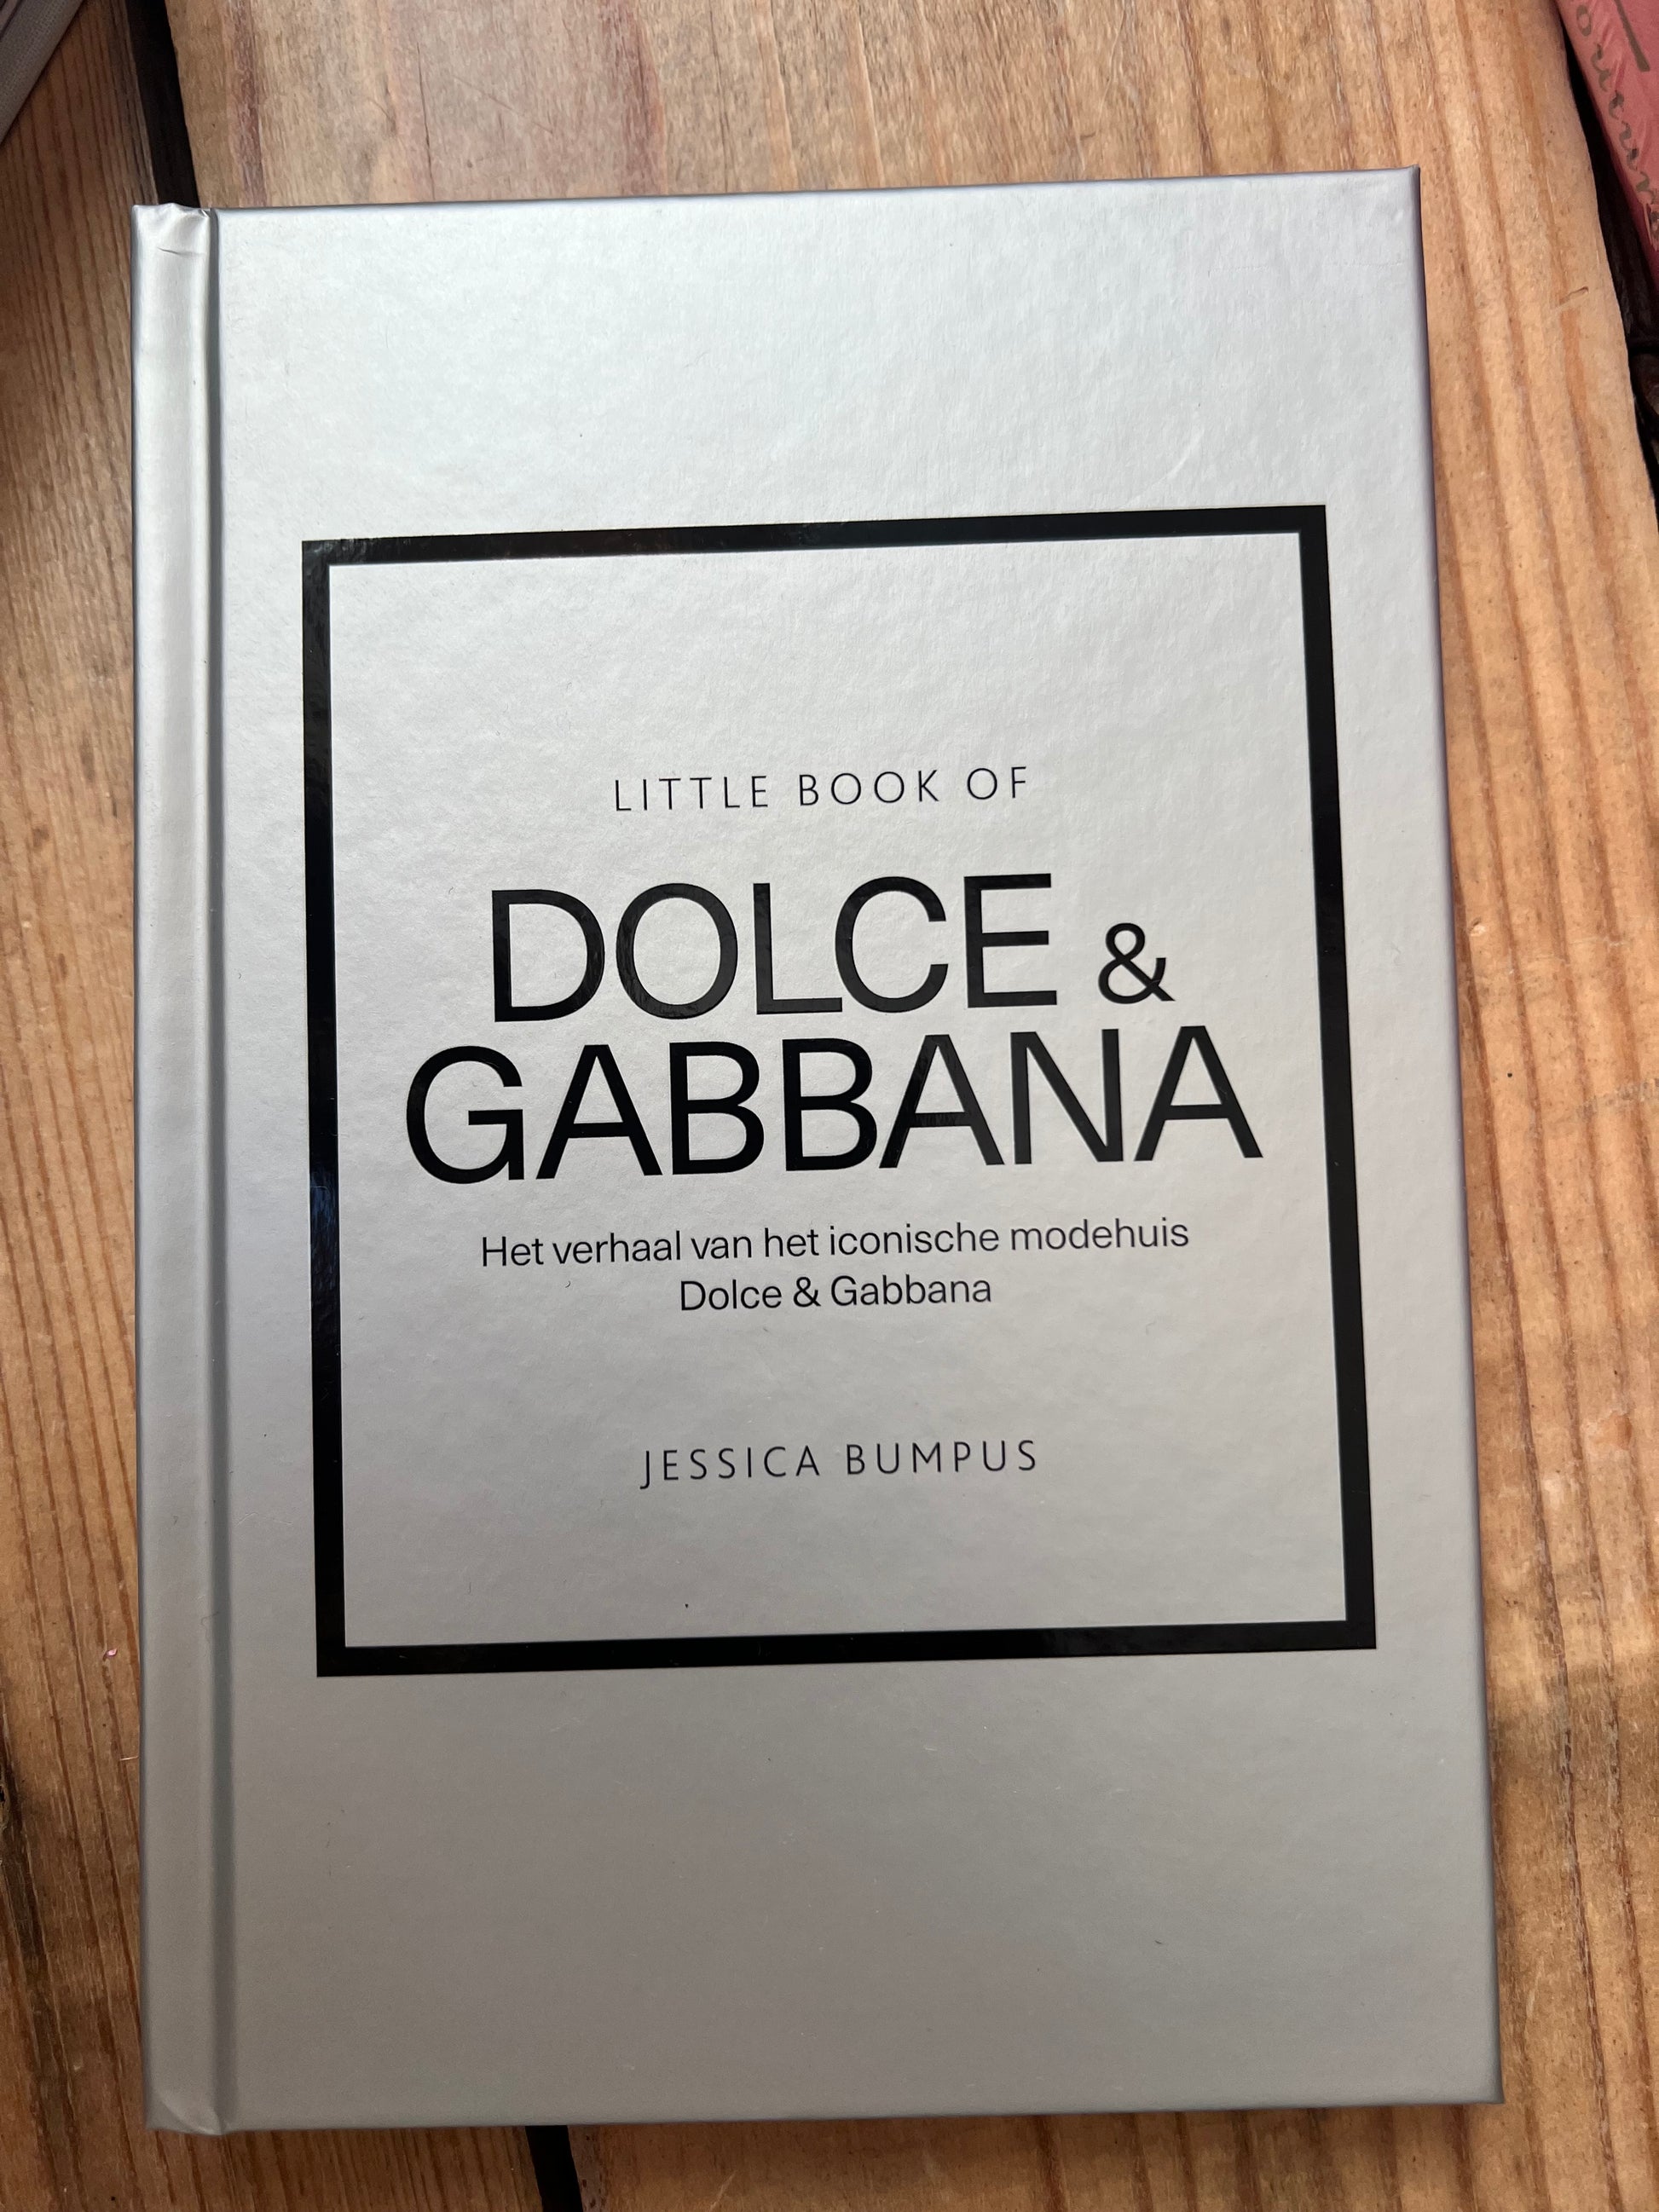 LITTLE BOOK OF
DOLCE &
GABBANA
Het verhaal van het iconische modehuis
Dolce & Gabbana
JESSICA BUMPUS